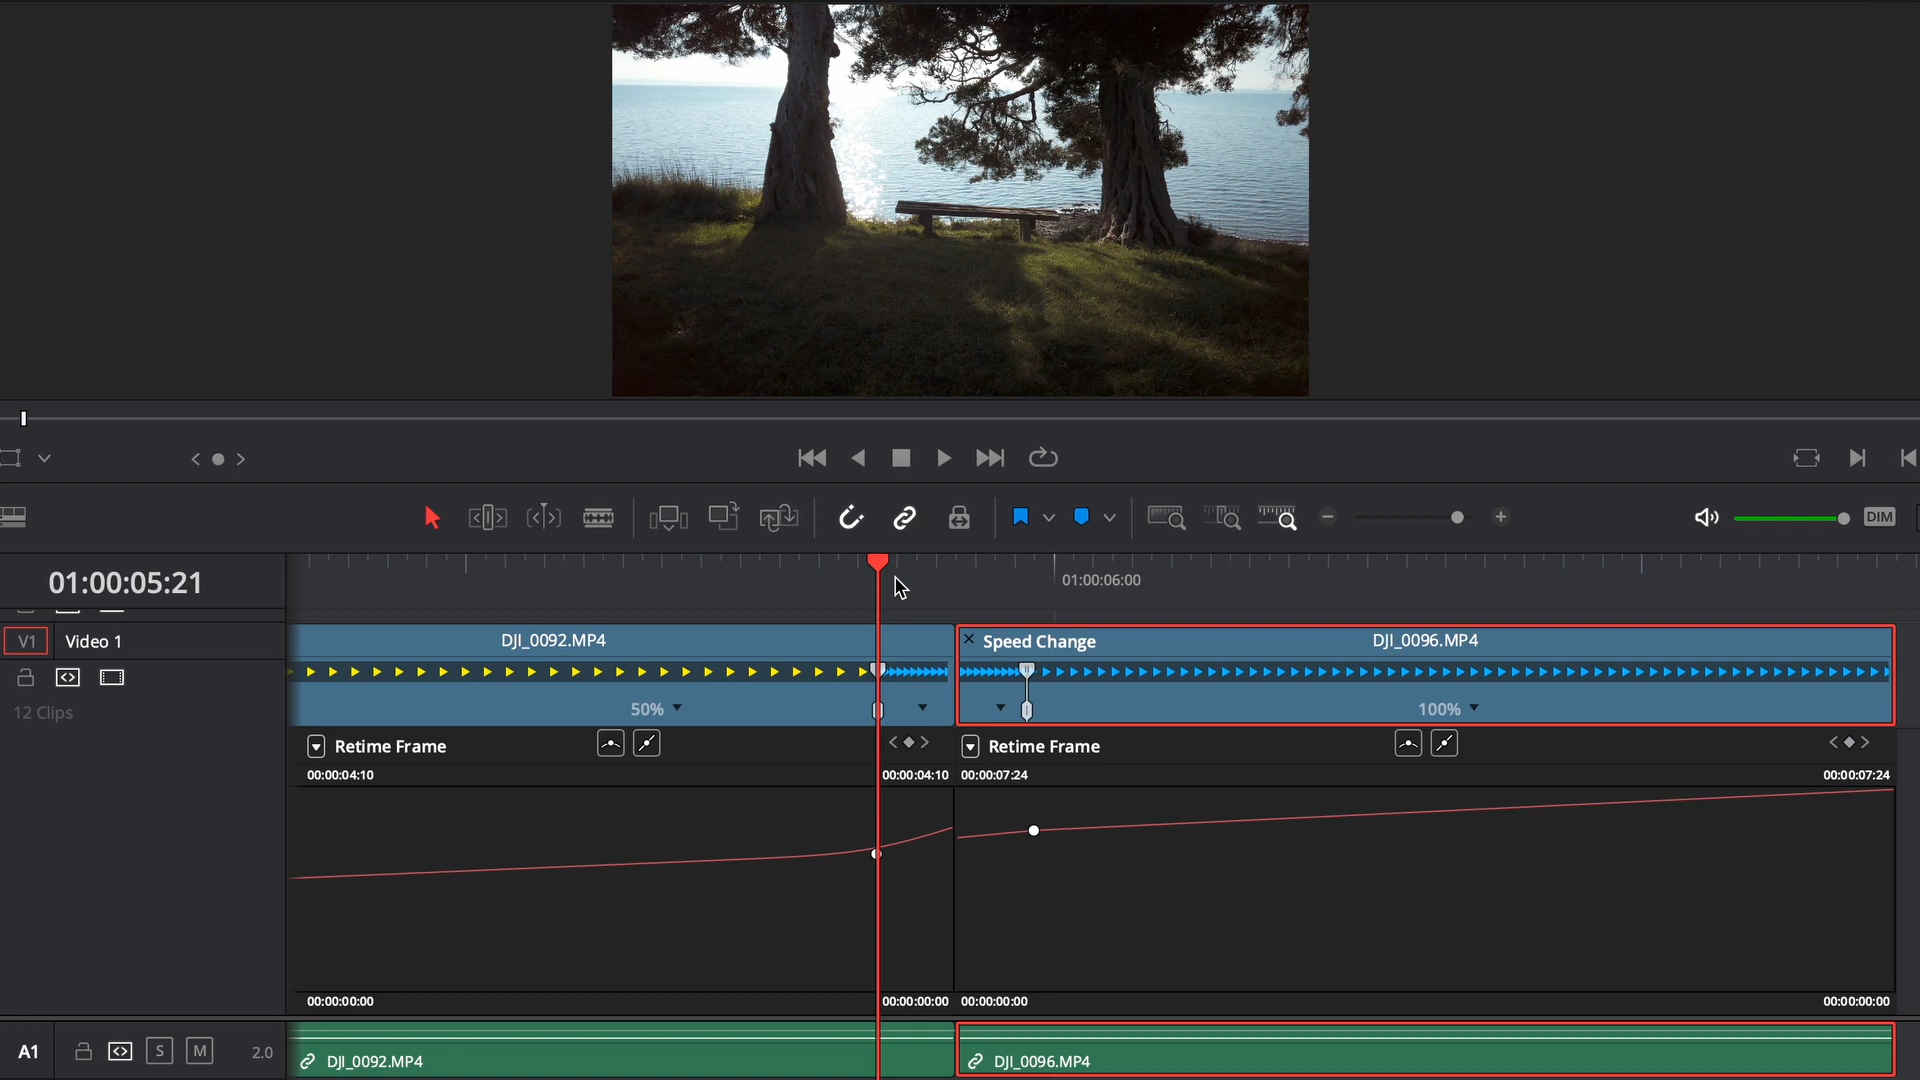 DIM
01:00:05:21
01:00:06:00
V1 Video 1
DJI_0092.MP4
Speed Change
DJI_0096.MP4
12 Clips
50%
100%
Retime Frame
Retime Frame
00:00:04:10
00:00:04:10
00:00:07:24
00:00:07:24
00:00:00:00
00:00:00:00
00:00:00:00
00:00:00:00
A1 S M 2.0
DJI_0092.MP4
DJI_0096.MP4